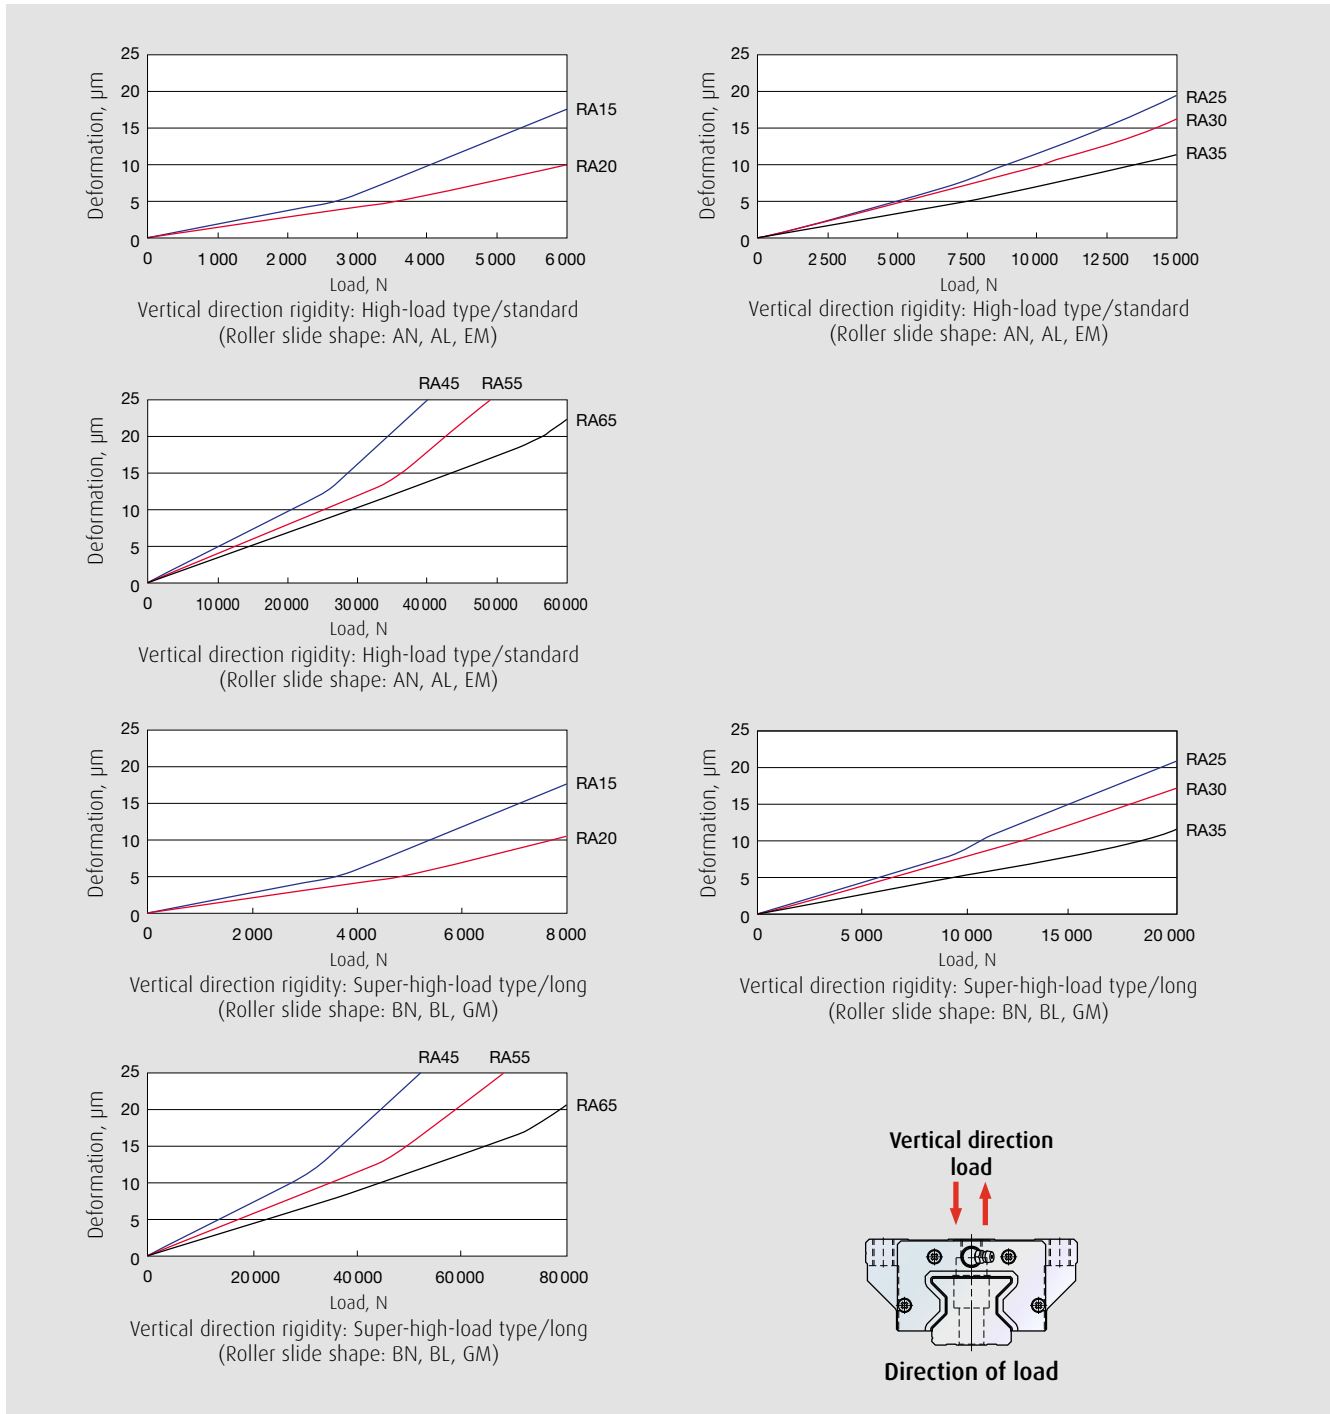 25
20
15
10
5
0
Deformation, µm
RA15
RA20
0 1 000 2 000 3 000 4 000 5 000 6 000
Load, N
Vertical direction rigidity: High-load type/standard
(Roller slide shape: AN, AL, EM)
25
20
15
10
5
0
Deformation, µm
RA25
RA30
RA35
0 2 500 5 000 7 500 10 000 12 500 15 000
Load, N
Vertical direction rigidity: High-load type/standard
(Roller slide shape: AN, AL, EM)
RA45 RA55
25
20
15
10
5
0
Deformation, µm
RA65
0 10 000 20 000 30 000 40 000 50 000 60 000
Load, N
Vertical direction rigidity: High-load type/standard
(Roller slide shape: AN, AL, EM)
25
20
15
10
5
0
Deformation, µm
RA15
RA20
0 2 000 4 000 6 000 8 000
Load, N
Vertical direction rigidity: Super-high-load type/long
(Roller slide shape: BN, BL, GM)
25
20
15
10
5
0
Deformation, µm
RA25
RA30
RA35
0 5 000 10 000 15 000 20 000
Load, N
Vertical direction rigidity: Super-high-load type/long
(Roller slide shape: BN, BL, GM)
RA45 RA55
25
20
15
10
5
0
Deformation, µm
RA65
0 20 000 40 000 60 000 80 000
Load, N
Vertical direction rigidity: Super-high-load type/long
(Roller slide shape: BN, BL, GM)
Vertical direction
load
Direction of load